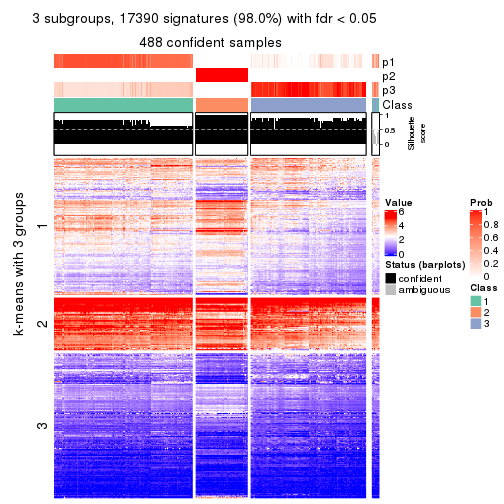 3 subgroups, 17390 signatures (98.0%) with fdr < 0.05
488 confident samples
p1
p2
p3
Class
1
0.5
0
Silhouette
score
k-means with 3 groups
1
2
3
Value
6
4
2
0
Status (barplots)
confident
ambiguous
Prob
1
0.8
0.6
0.4
0.2
0
Class
1
2
3